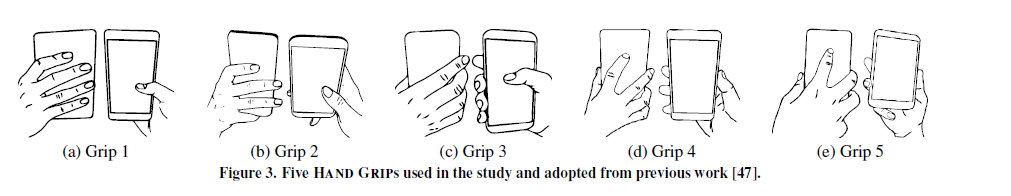 (a) Grip 1
(b) Grip 2
(c) Grip 3
(d) Grip 4
(e) Grip 5
Figure 3. Five HAND GRIPS used in the study and adopted from previous work [47].